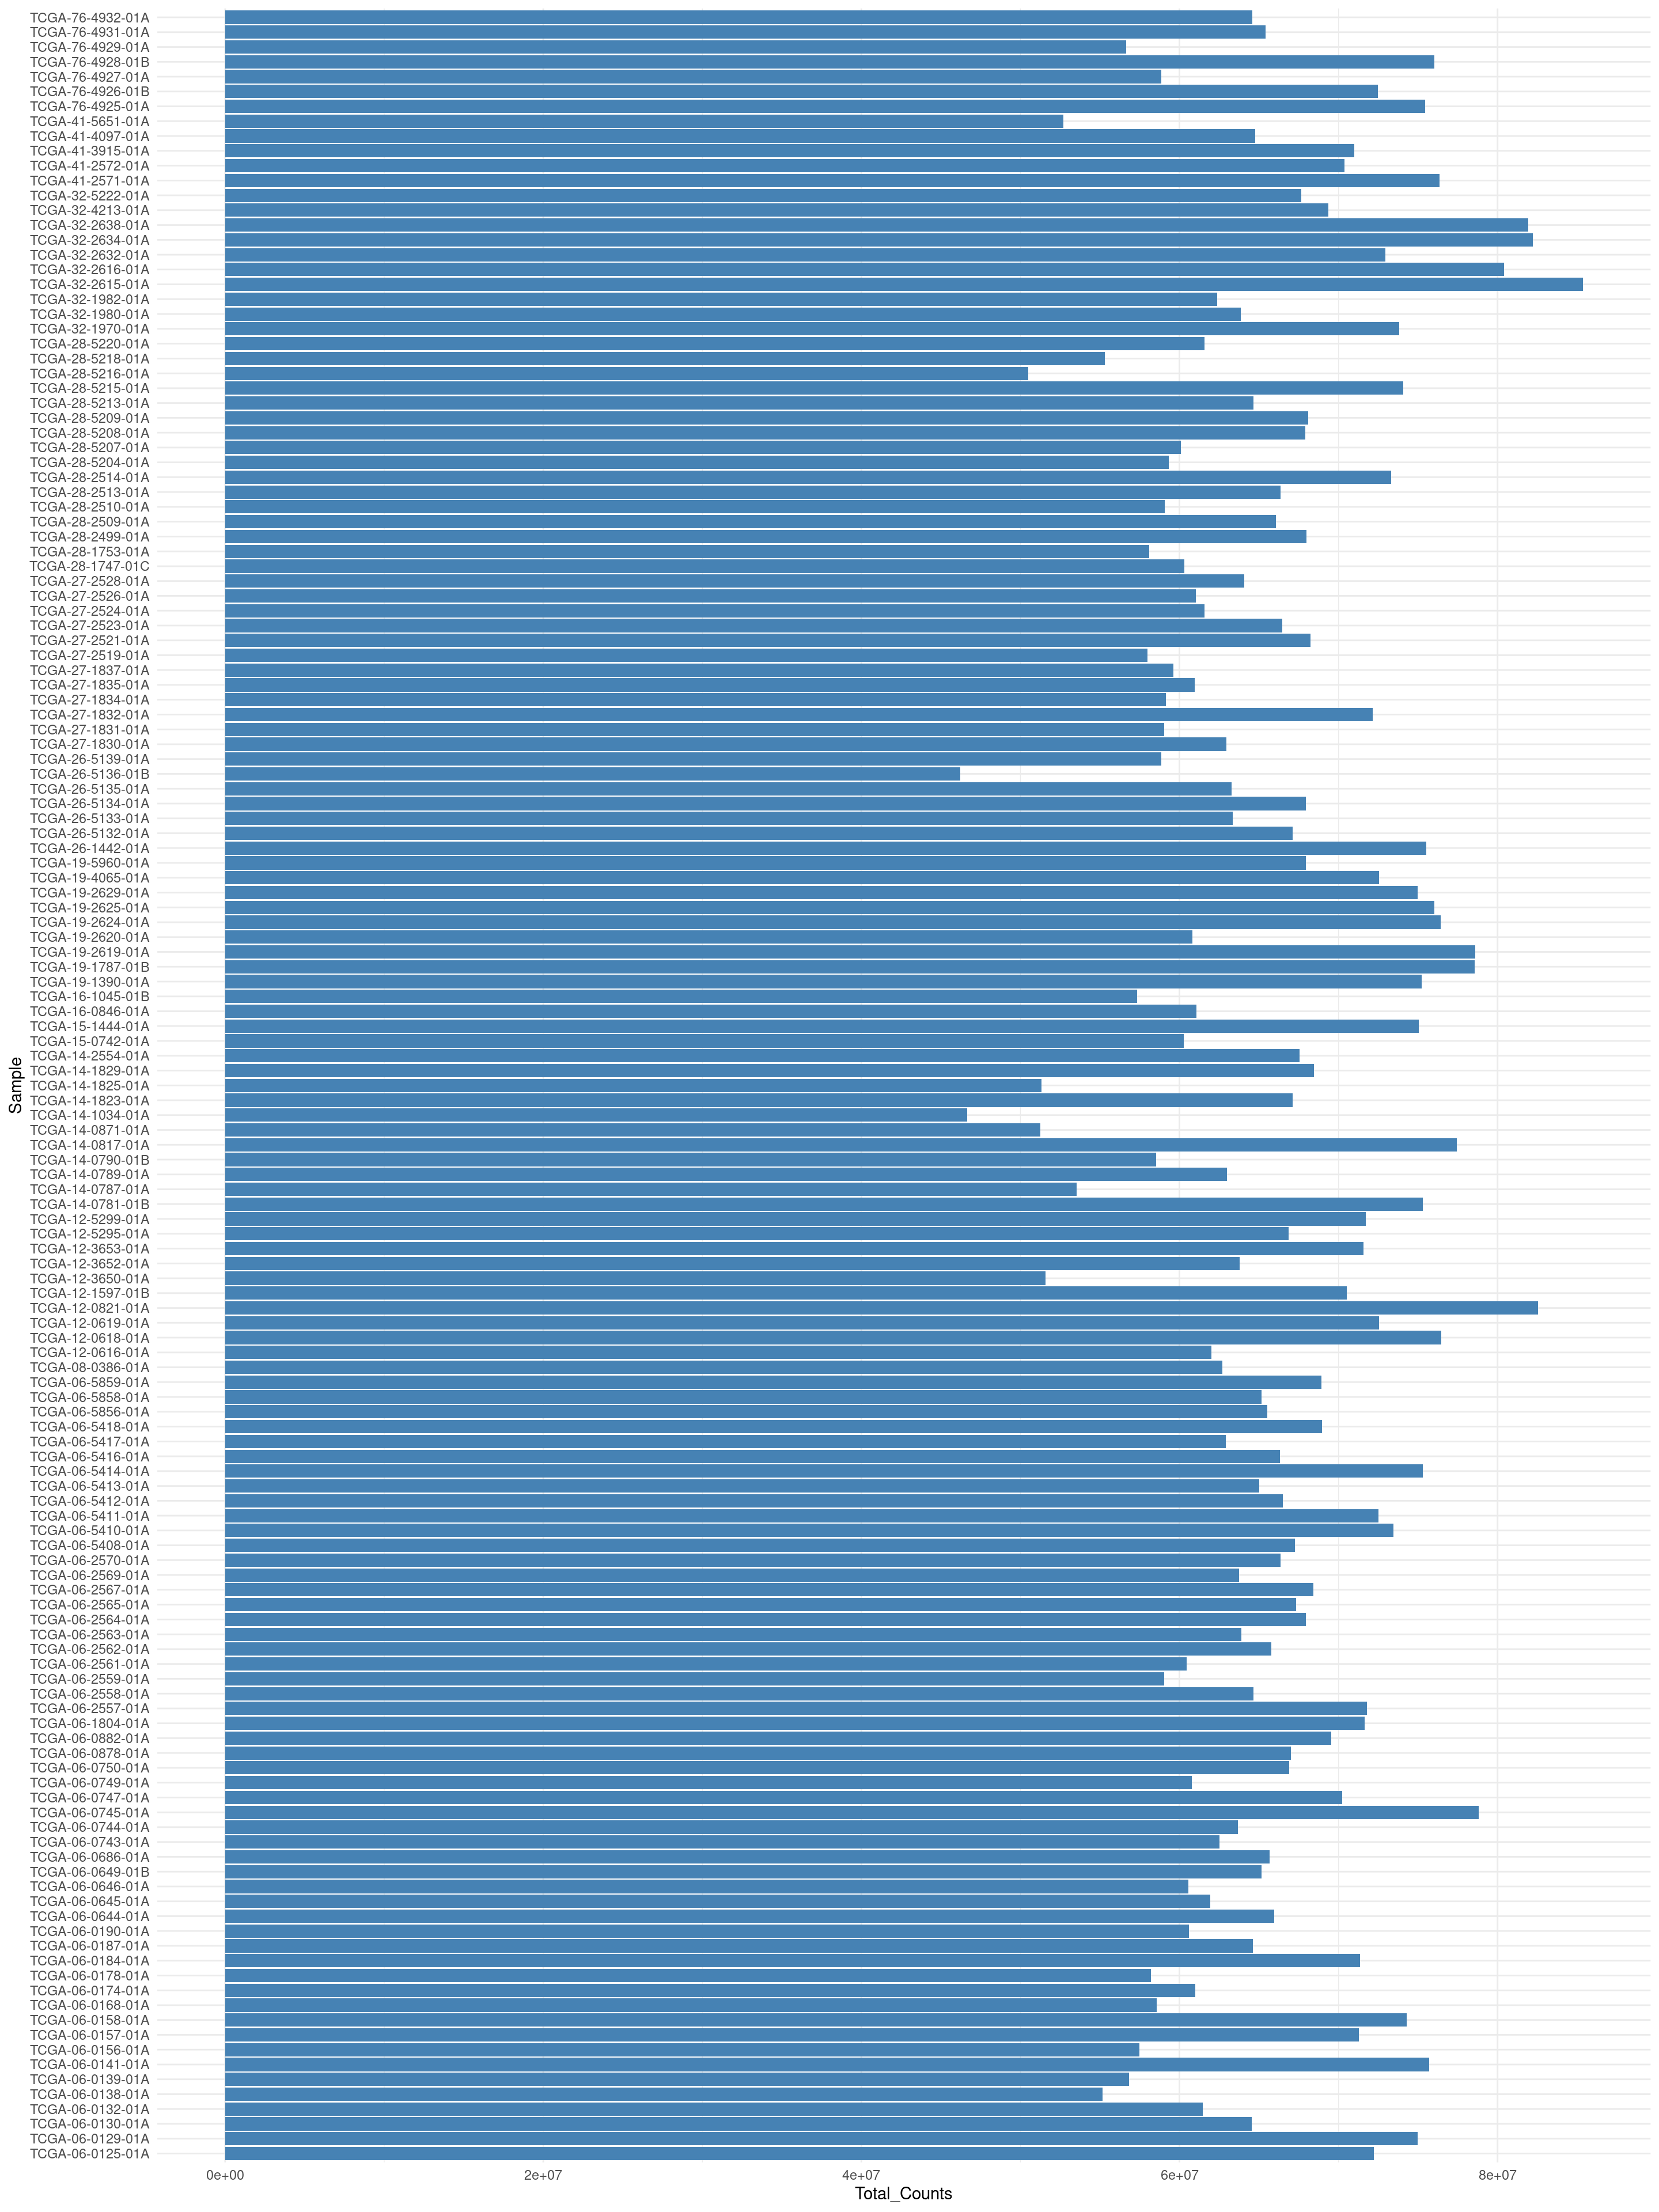 TCGA-76-4932-01A
TCGA-76-4931-01A
TCGA-76-4929-01A
TCGA-76-4928-01B
TCGA-76-4927-01A
TCGA-76-4926-01B
TCGA-76-4925-01A
TCGA-41-5651-01A
TCGA-41-4097-01A
TCGA-41-3915-01A
TCGA-41-2572-01A
TCGA-41-2571-01A
TCGA-32-5222-01A
TCGA-32-4213-01A
TCGA-32-2638-01A
TCGA-32-2634-01A
TCGA-32-2632-01A
TCGA-32-2616-01A
TCGA-32-2615-01A
TCGA-32-1982-01A
TCGA-32-1980-01A
TCGA-32-1970-01A
TCGA-28-5220-01A
TCGA-28-5218-01A
TCGA-28-5216-01A
TCGA-28-5215-01A
TCGA-28-5213-01A
TCGA-28-5209-01A
TCGA-28-5208-01A
TCGA-28-5207-01A
TCGA-28-5204-01A
TCGA-28-2514-01A
TCGA-28-2513-01A
TCGA-28-2510-01A
TCGA-28-2509-01A
TCGA-28-2499-01A
TCGA-28-1753-01A
TCGA-28-1747-01C
TCGA-27-2528-01A
TCGA-27-2526-01A
TCGA-27-2524-01A
TCGA-27-2523-01A
TCGA-27-2521-01A
TCGA-27-2519-01A
TCGA-27-1837-01A
TCGA-27-1835-01A
TCGA-27-1834-01A
TCGA-27-1832-01A
TCGA-27-1831-01A
TCGA-27-1830-01A
TCGA-26-5139-01A
TCGA-26-5136-01B
TCGA-26-5135-01A
TCGA-26-5134-01A
TCGA-26-5133-01A
TCGA-26-5132-01A
TCGA-26-1442-01A
TCGA-19-5960-01A
TCGA-19-4065-01A
TCGA-19-2629-01A
TCGA-19-2625-01A
TCGA-19-2624-01A
TCGA-19-2620-01A
TCGA-19-2619-01A
TCGA-19-1787-01B
TCGA-19-1390-01A
TCGA-16-1045-01B
TCGA-16-0846-01A
TCGA-15-1444-01A
TCGA-15-0742-01A
TCGA-14-2554-01A
TCGA-14-1829-01A
TCGA-14-1825-01A
TCGA-14-1823-01A
TCGA-14-1034-01A
TCGA-14-0871-01A
TCGA-14-0817-01A
TCGA-14-0790-01B
TCGA-14-0789-01A
TCGA-14-0787-01A
TCGA-14-0781-01B
TCGA-12-5299-01A
TCGA-12-5295-01A
TCGA-12-3653-01A
TCGA-12-3652-01A
TCGA-12-3650-01A
TCGA-12-1597-01B
TCGA-12-0821-01A
TCGA-12-0619-01A
TCGA-12-0618-01A
TCGA-12-0616-01A
TCGA-08-0386-01A
TCGA-06-5859-01A
TCGA-06-5858-01A
TCGA-06-5856-01A
TCGA-06-5418-01A
TCGA-06-5417-01A
TCGA-06-5416-01A
TCGA-06-5414-01A
TCGA-06-5413-01A
TCGA-06-5412-01A
TCGA-06-5411-01A
TCGA-06-5410-01A
TCGA-06-5408-01A
TCGA-06-2570-01A
TCGA-06-2569-01A
TCGA-06-2567-01A
TCGA-06-2565-01A
TCGA-06-2564-01A
TCGA-06-2563-01A
TCGA-06-2562-01A
TCGA-06-2561-01A
TCGA-06-2559-01A
TCGA-06-2558-01A
TCGA-06-2557-01A
TCGA-06-1804-01A
TCGA-06-0882-01A
TCGA-06-0878-01A
TCGA-06-0750-01A
TCGA-06-0749-01A
TCGA-06-0747-01A
TCGA-06-0745-01A
TCGA-06-0744-01A
TCGA-06-0743-01A
TCGA-06-0686-01A
TCGA-06-0649-01B
TCGA-06-0646-01A
TCGA-06-0645-01A
TCGA-06-0644-01A
TCGA-06-0190-01A
TCGA-06-0187-01A
TCGA-06-0184-01A
TCGA-06-0178-01A
TCGA-06-0174-01A
TCGA-06-0168-01A
TCGA-06-0158-01A
TCGA-06-0157-01A
TCGA-06-0156-01A
TCGA-06-0141-01A
TCGA-06-0139-01A
TCGA-06-0138-01A
TCGA-06-0132-01A
TCGA-06-0130-01A
TCGA-06-0129-01A
TCGA-06-0125-01A
Sample
0e+00 2e+07 4e+07 6e+07 8e+07
Total_Counts